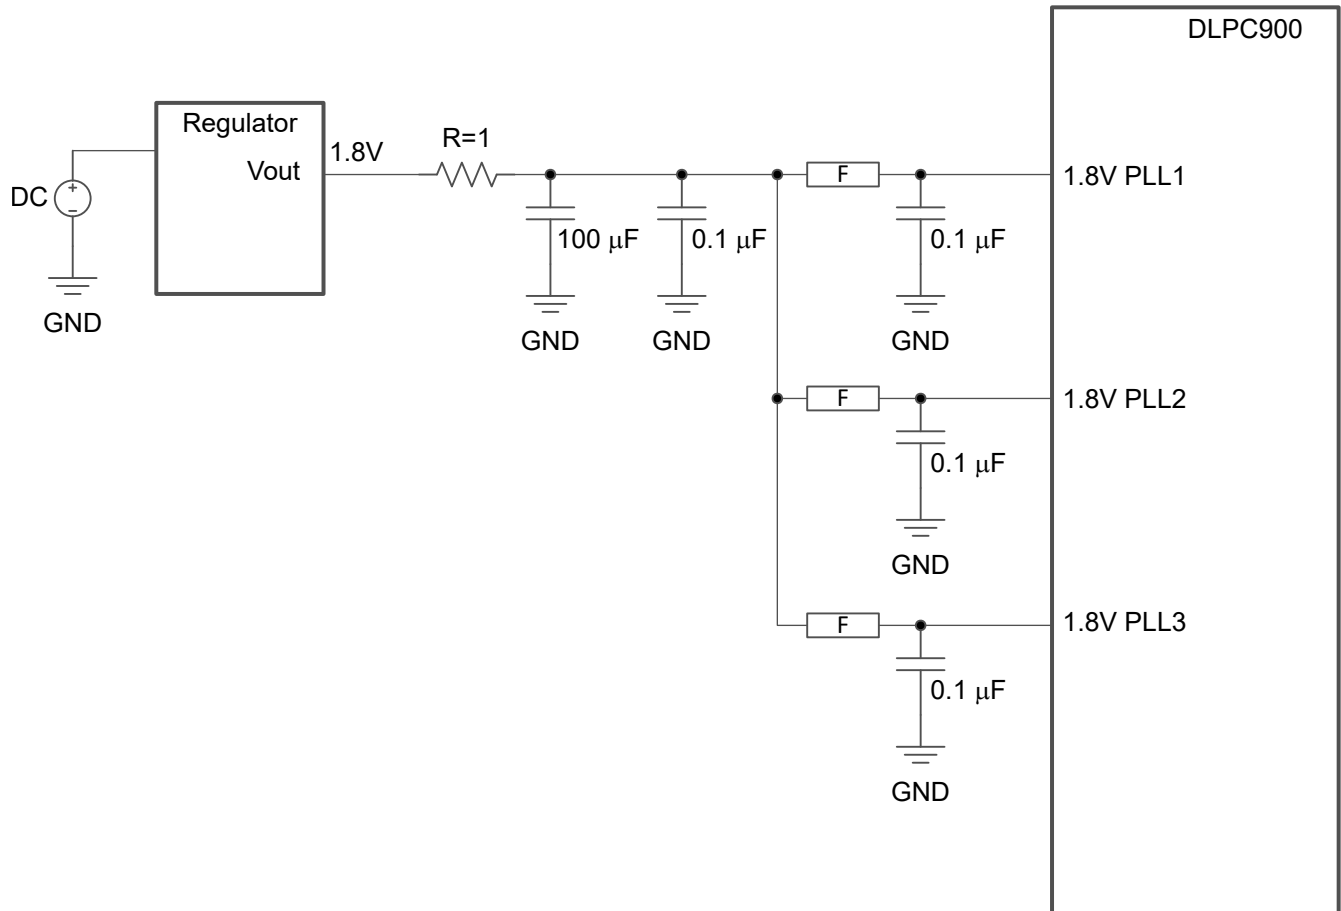 DLPC900
Regulator
Vout
1.8V
R=1
DC
+
−
GND
100 μF
GND
0.1 μF
GND
F
0.1 μF
GND
1.8V PLL1
F
0.1 μF
GND
1.8V PLL2
F
0.1 μF
GND
1.8V PLL3